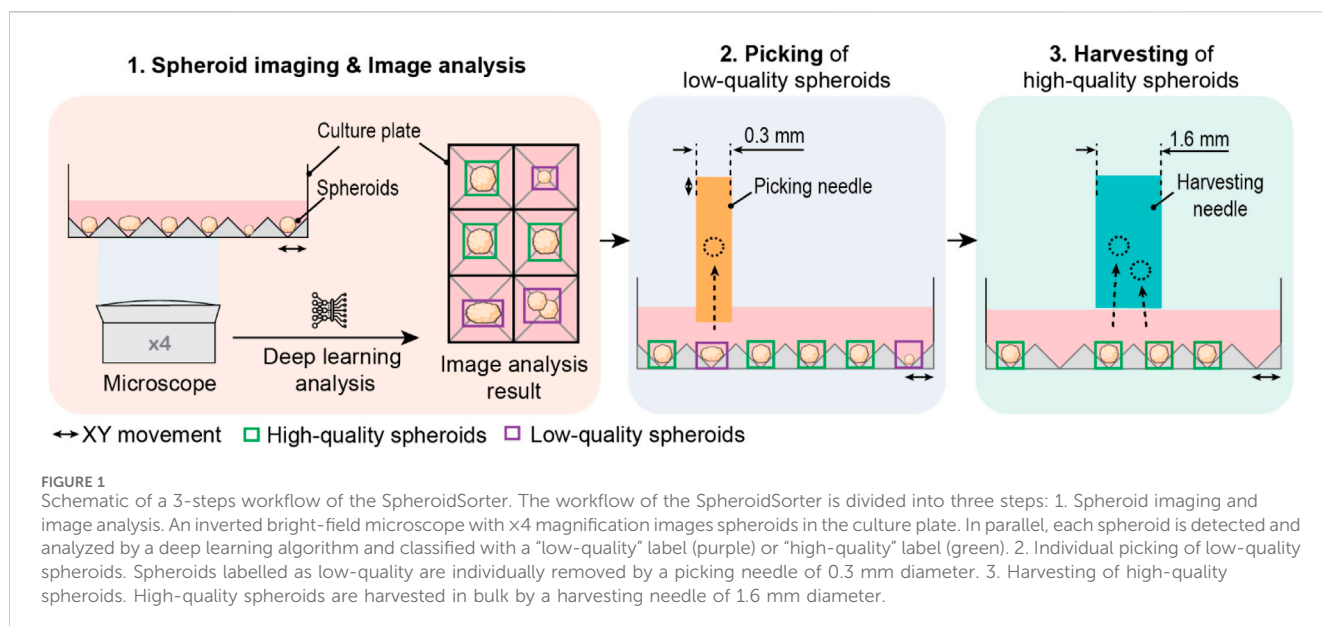 1. Spheroid imaging & Image analysis
2. Picking of
low-quality spheroids
3. Harvesting of
high-quality spheroids
Culture plate
Spheroids
x4
Microscope
Deep learning
analysis
Image analysis
result
0.3 mm
Picking needle
1.6 mm
Harvesting
needle
↔ XY movement
High-quality spheroids
Low-quality spheroids
FIGURE 1
Schematic of a 3-steps workflow of the SpheroidSorter. The workflow of the SpheroidSorter is divided into three steps: 1. Spheroid imaging and
image analysis. An inverted bright-field microscope with ×4 magnification images spheroids in the culture plate. In parallel, each spheroid is detected and
analyzed by a deep learning algorithm and classified with a “low-quality” label (purple) or “high-quality” label (green). 2. Individual picking of low-quality
spheroids. Spheroids labelled as low-quality are individually removed by a picking needle of 0.3 mm diameter. 3. Harvesting of high-quality
spheroids. High-quality spheroids are harvested in bulk by a harvesting needle of 1.6 mm diameter.